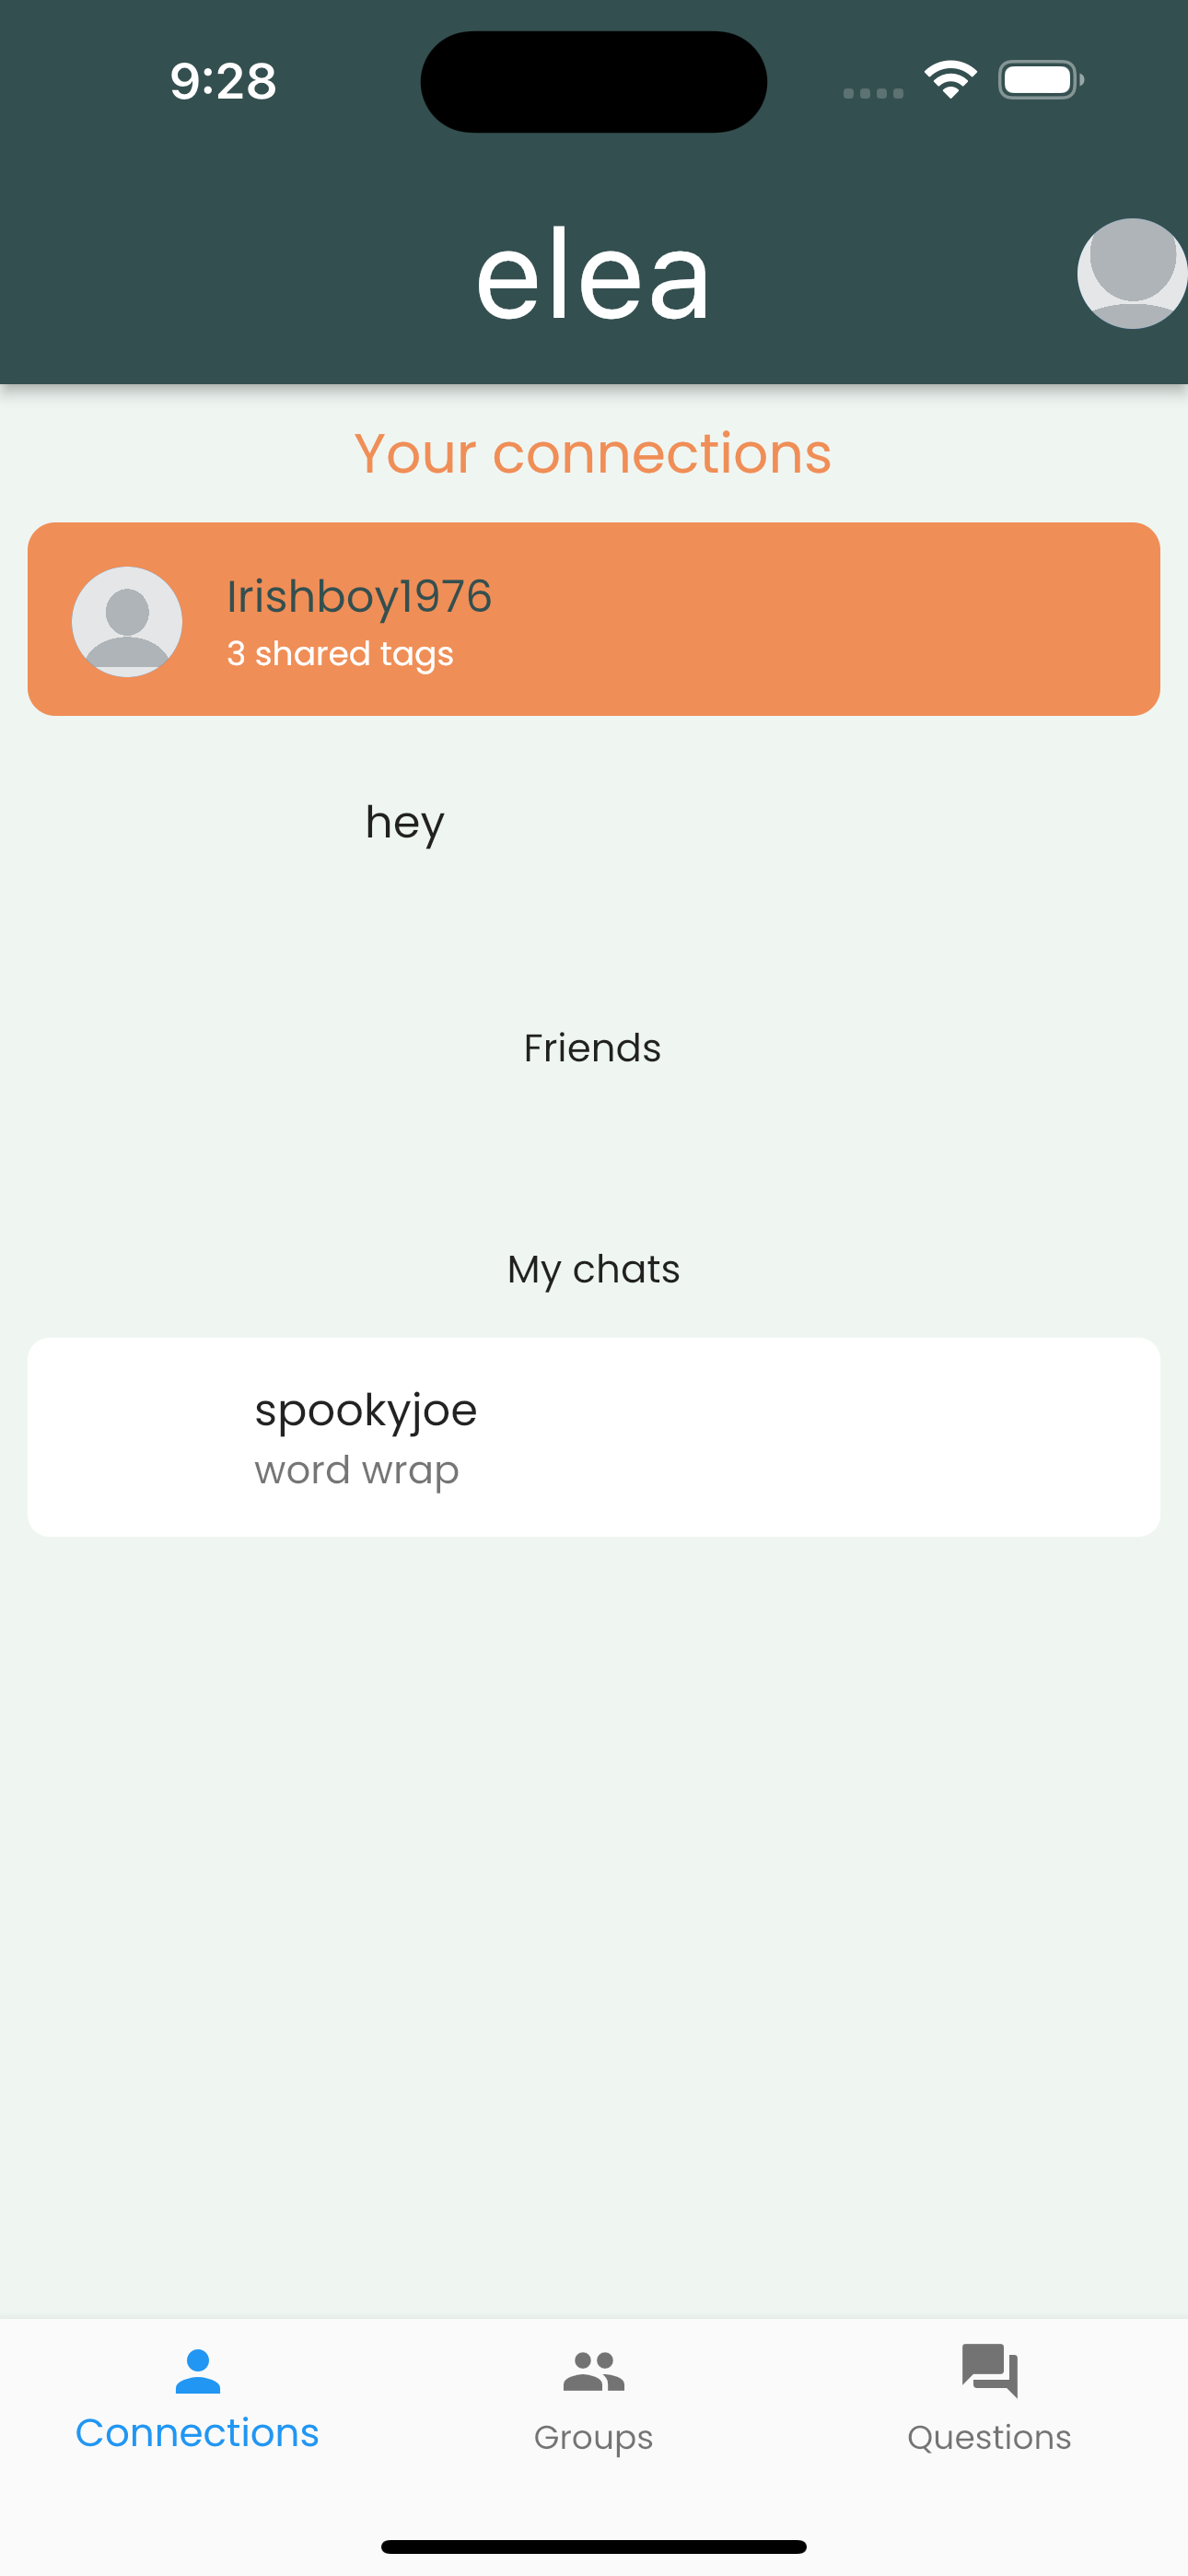 9:28
elea
Your connections
Irishboy1976
3 shared tags
hey
Friends
My chats
spookyjoe
word wrap
Connections
Groups
Questions